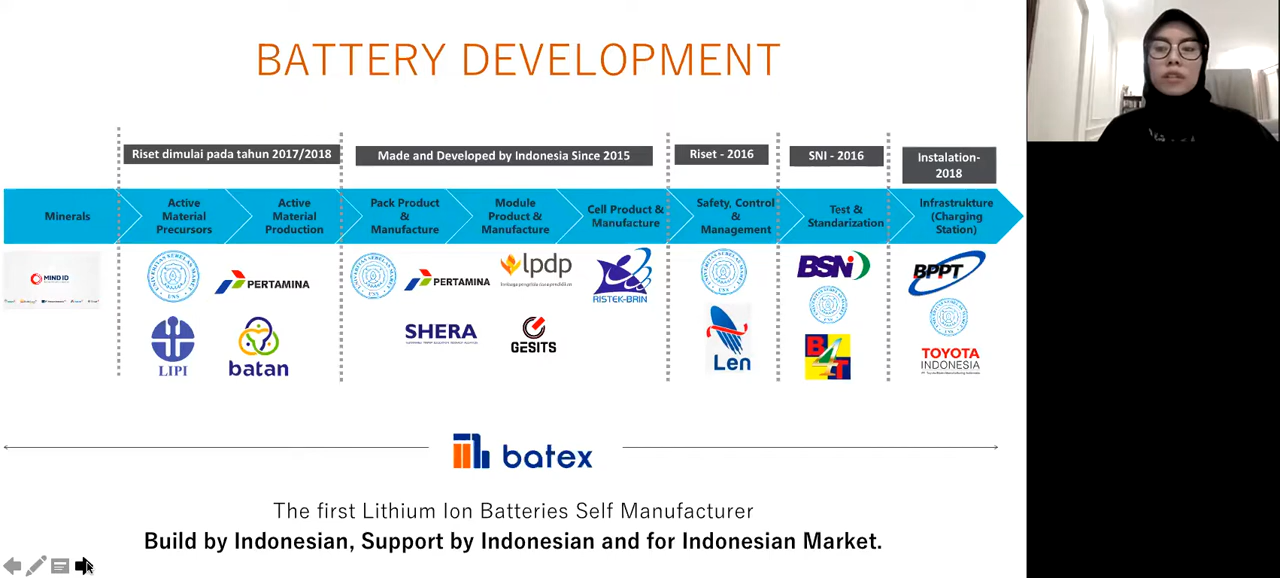 BATTERY DEVELOPMENT
Riset dimulai pada tahun 2017/2018
Made and Developed by Indonesia Since 2015
Riset - 2016
SNI - 2016
Instalation-
2018
Minerals
Active
Material
Precursors
Active
Material
Production
Pack Product
&
Manufacture
Module
Product &
Manufacture
Cell Product &
Manufacture
Safety, Control
&
Management
Test &
Standarization
Infrastrukture
(Charging
Station)
MIND ID
UNS
PERTAMINA
LIPI
batan
PERTAMINA
lpdp
RISTEK-BRIN
SHERA
GESITS
Len
BSN
B4T
BPPT
TOYOTA
INDONESIA
batex
The first Lithium Ion Batteries Self Manufacturer
Build by Indonesian, Support by Indonesian and for Indonesian Market.